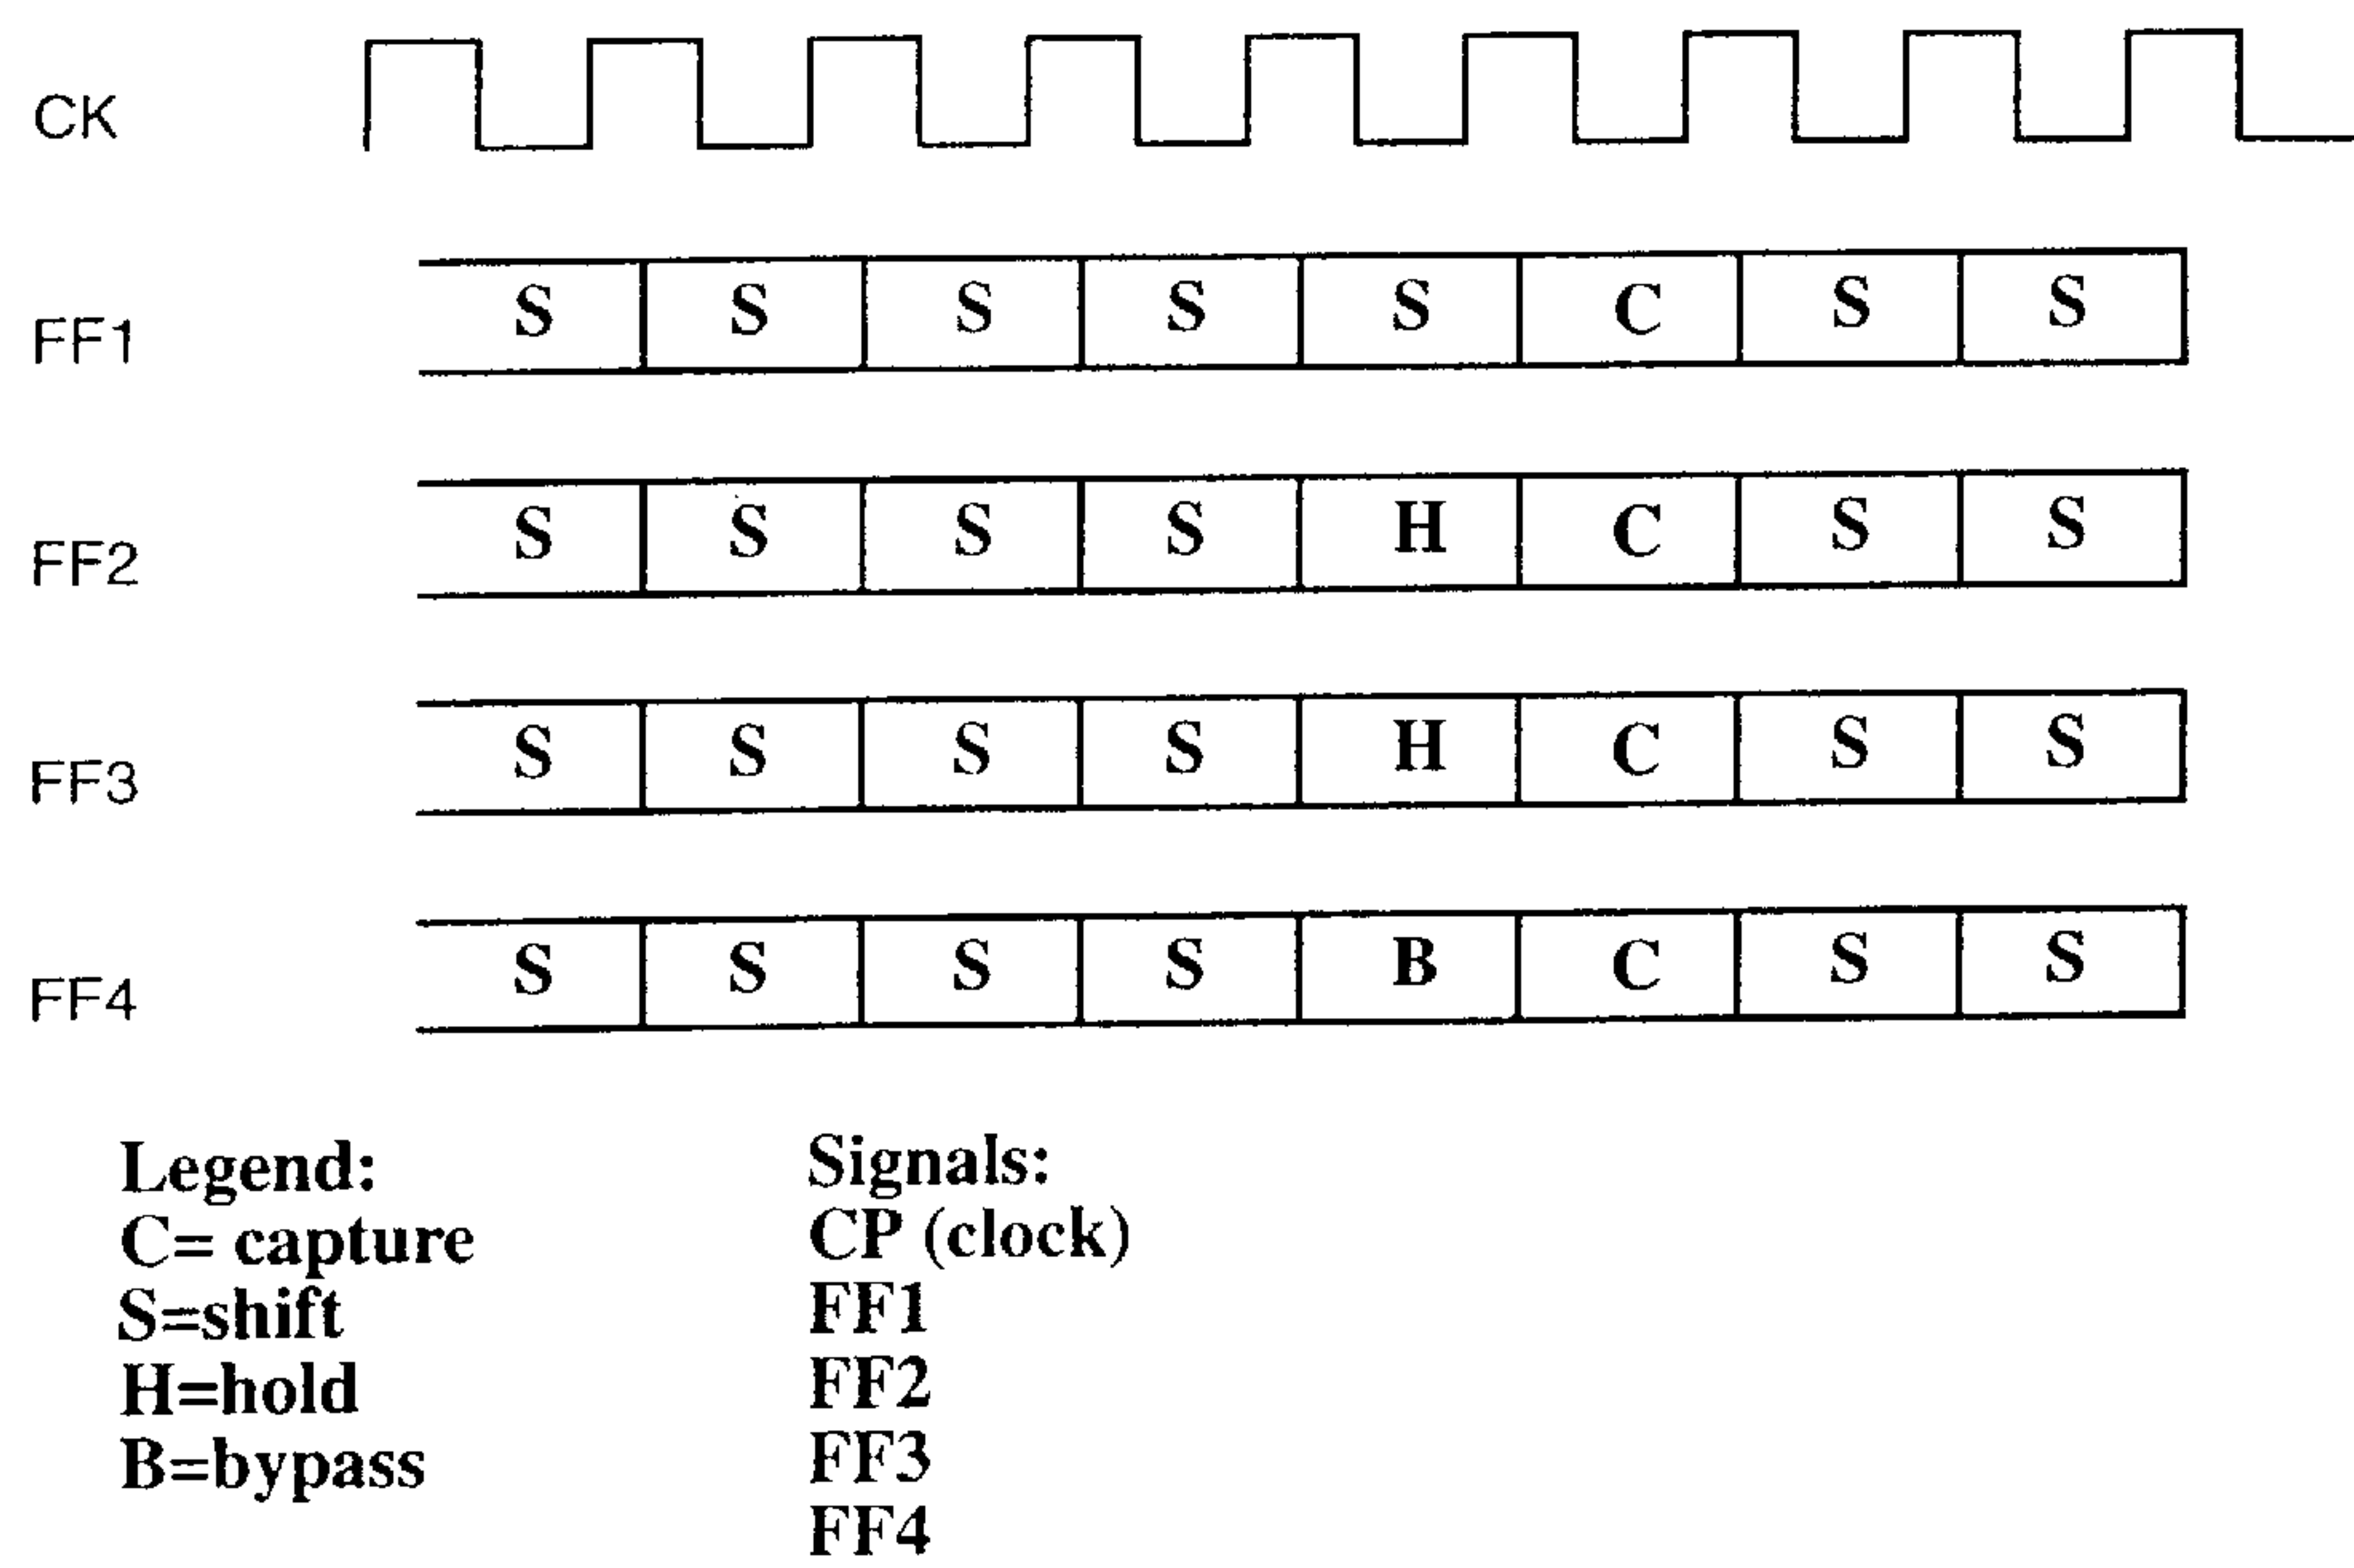 CK
FF1 S S S S S C S S
FF2 S S S S H C S S
FF3 S S S S H C S S
FF4 S S S S B C S S
Legend:
C= capture
S=shift
H=hold
B=bypass
Signals:
CP (clock)
FF1
FF2
FF3
FF4